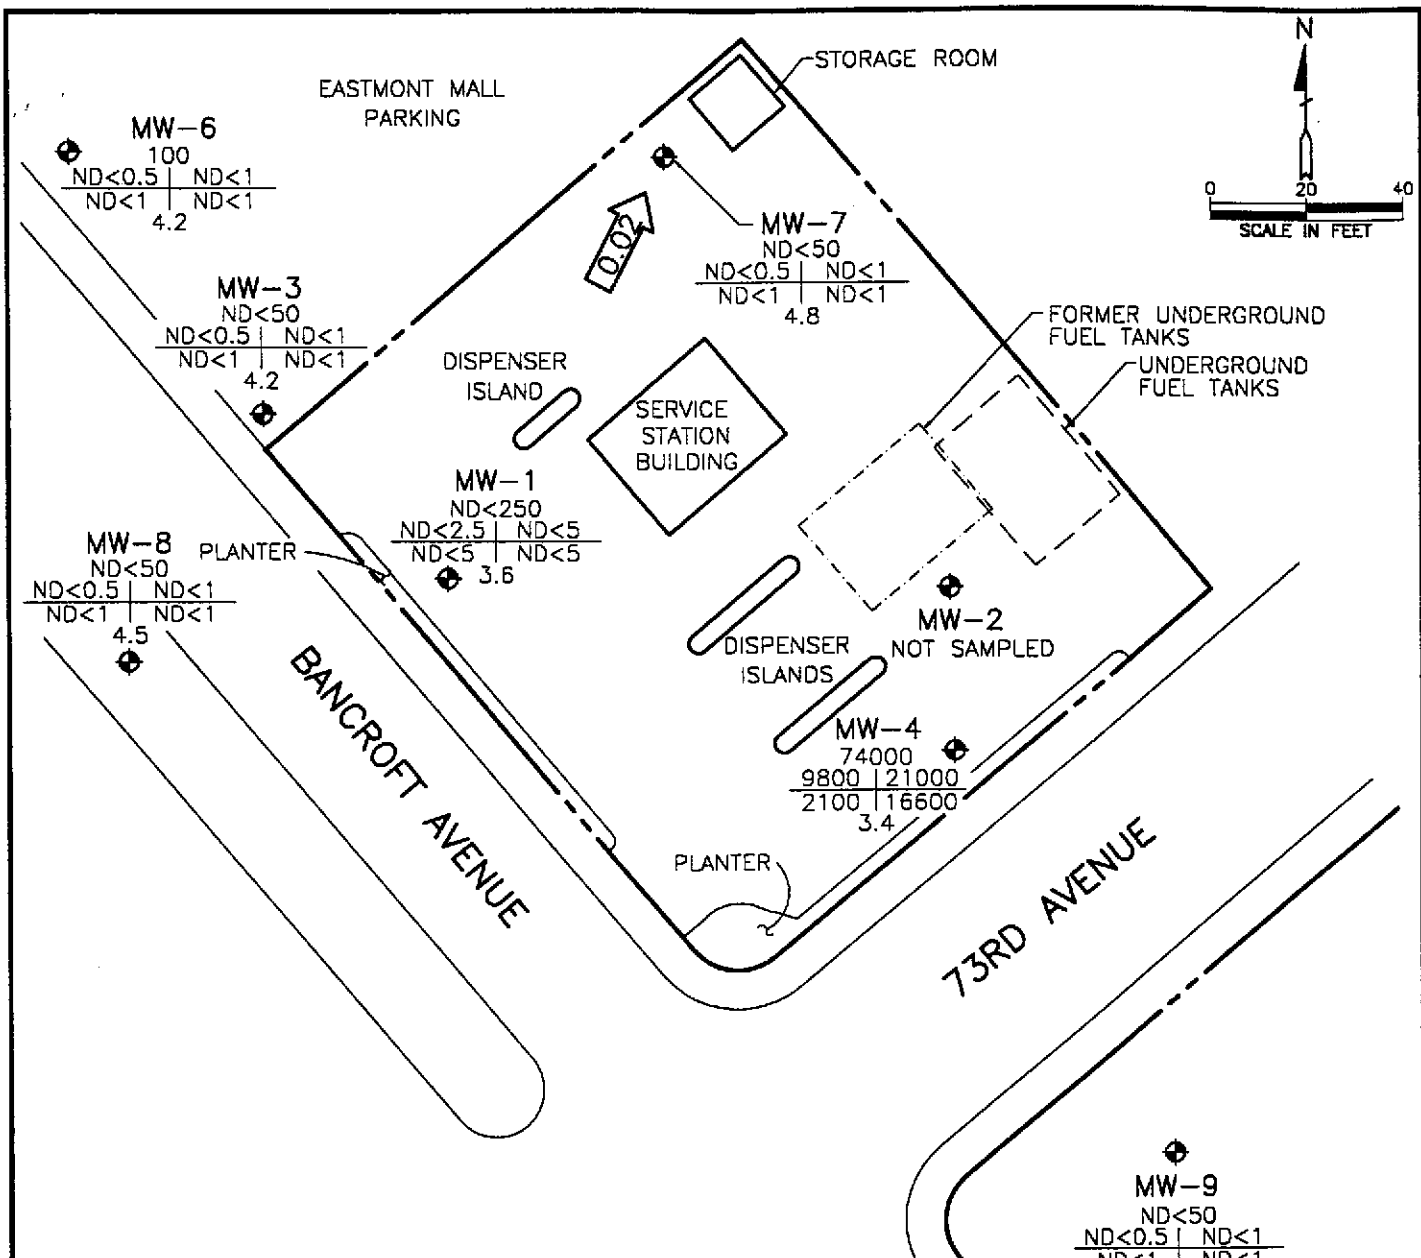 N
STORAGE ROOM
EASTMONT MALL
PARKING
MW-6
100
ND<0.5 | ND<1
ND<1 | ND<1
4.2
0 20 40
SCALE IN FEET
MW-7
ND<50
ND<0.5 | ND<1
ND<1 | ND<1
4.8
0.02
MW-3
ND<50
ND<0.5 | ND<1
ND<1 | ND<1
4.2
FORMER UNDERGROUND
FUEL TANKS
UNDERGROUND
FUEL TANKS
DISPENSER
ISLAND
SERVICE
STATION
BUILDING
MW-1
ND<250
ND<2.5 | ND<5
ND<5 | ND<5
3.6
MW-8
ND<50
ND<0.5 | ND<1
ND<1 | ND<1
4.5
PLANTER
MW-2
NOT SAMPLED
DISPENSER
ISLANDS
MW-4
74000
9800 | 21000
2100 | 16600
3.4
BANCROFT AVENUE
PLANTER
73RD AVENUE
MW-9
ND<50
ND<0.5 | ND<1
ND<1 | ND<1